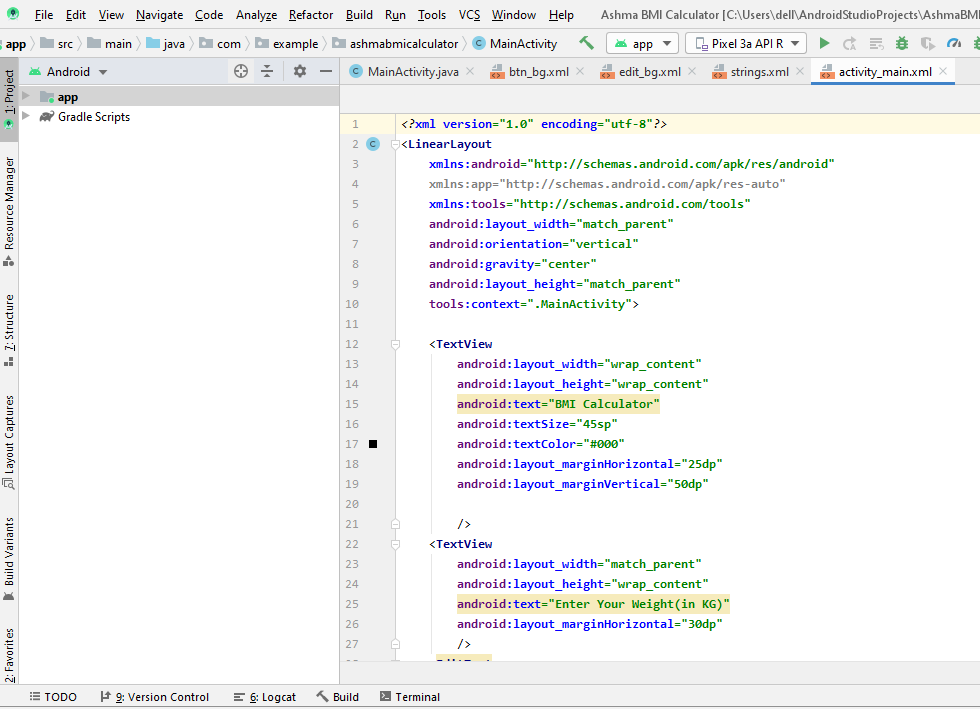 File Edit View Navigate Code Analyze Refactor Build Run Tools VCS Window Help Ashma BMI Calculator [C:\Users\dell\AndroidStudioProjects\AshmaBMI
app src main java com example ashmabmicalculator MainActivity app Pixel 3a API R
Android
MainActivity.java btn_bg.xml edit_bg.xml strings.xml activity_main.xml
app
Gradle Scripts
1: Project
Resource Manager
7: Structure
Layout Captures
Build Variants
2: Favorites
1 <?xml version="1.0" encoding="utf-8"?>
2 <LinearLayout
3 xmlns:android="http://schemas.android.com/apk/res/android"
4 xmlns:app="http://schemas.android.com/apk/res-auto"
5 xmlns:tools="http://schemas.android.com/tools"
6 android:layout_width="match_parent"
7 android:orientation="vertical"
8 android:gravity="center"
9 android:layout_height="match_parent"
10 tools:context=".MainActivity">
11
12 <TextView
13 android:layout_width="wrap_content"
14 android:layout_height="wrap_content"
15 android:text="BMI Calculator"
16 android:textSize="45sp"
17 android:textColor="#000"
18 android:layout_marginHorizontal="25dp"
19 android:layout_marginVertical="50dp"
20
21 />
22 <TextView
23 android:layout_width="match_parent"
24 android:layout_height="wrap_content"
25 android:text="Enter Your Weight(in KG)"
26 android:layout_marginHorizontal="30dp"
27 />
TODO 9: Version Control 6: Logcat Build Terminal